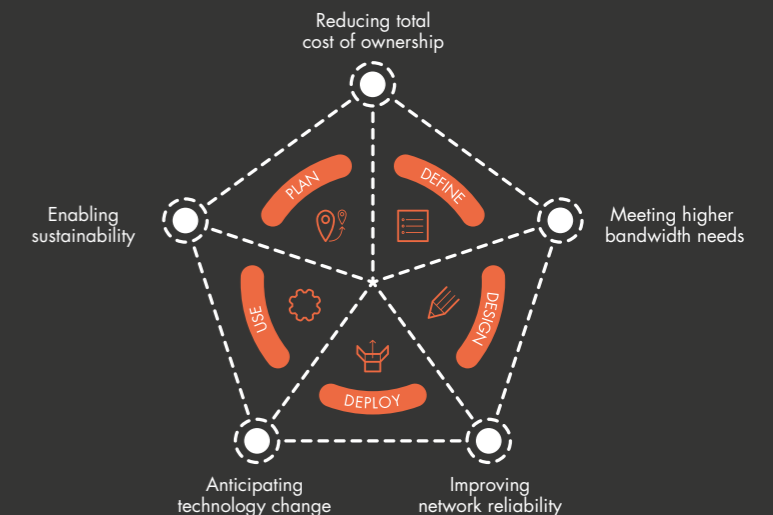 Reducing total
cost of ownership
PLAN
DEFINE
Enabling
sustainability
Meeting higher
bandwidth needs
USE
DESIGN
DEPLOY
Anticipating
technology change
Improving
network reliability